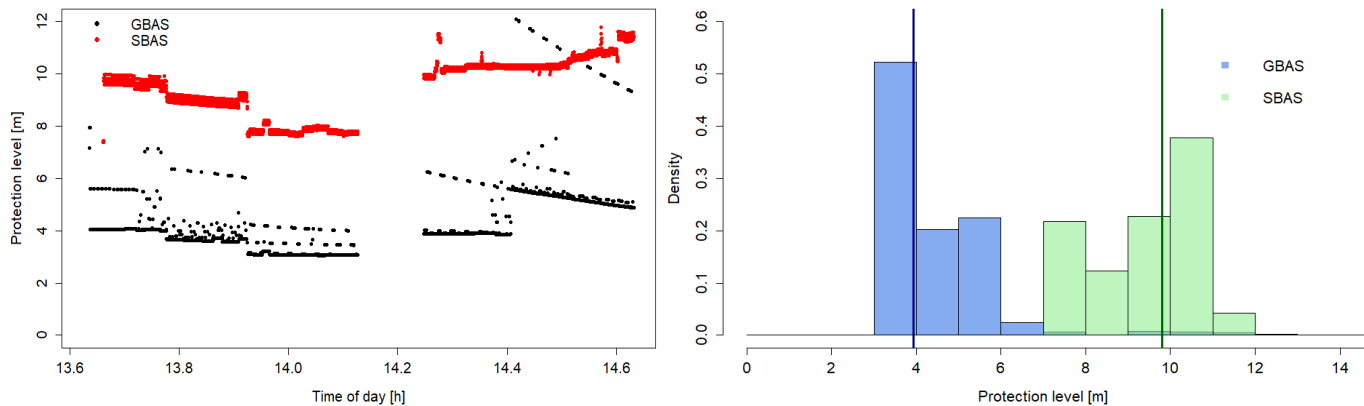 GBAS
SBAS
Protection level [m]
0 2 4 6 8 10 12
13.6 13.8 14.0 14.2 14.4 14.6
Time of day [h]
GBAS
SBAS
Density
0.0 0.1 0.2 0.3 0.4 0.5 0.6
0 2 4 6 8 10 12 14
Protection level [m]